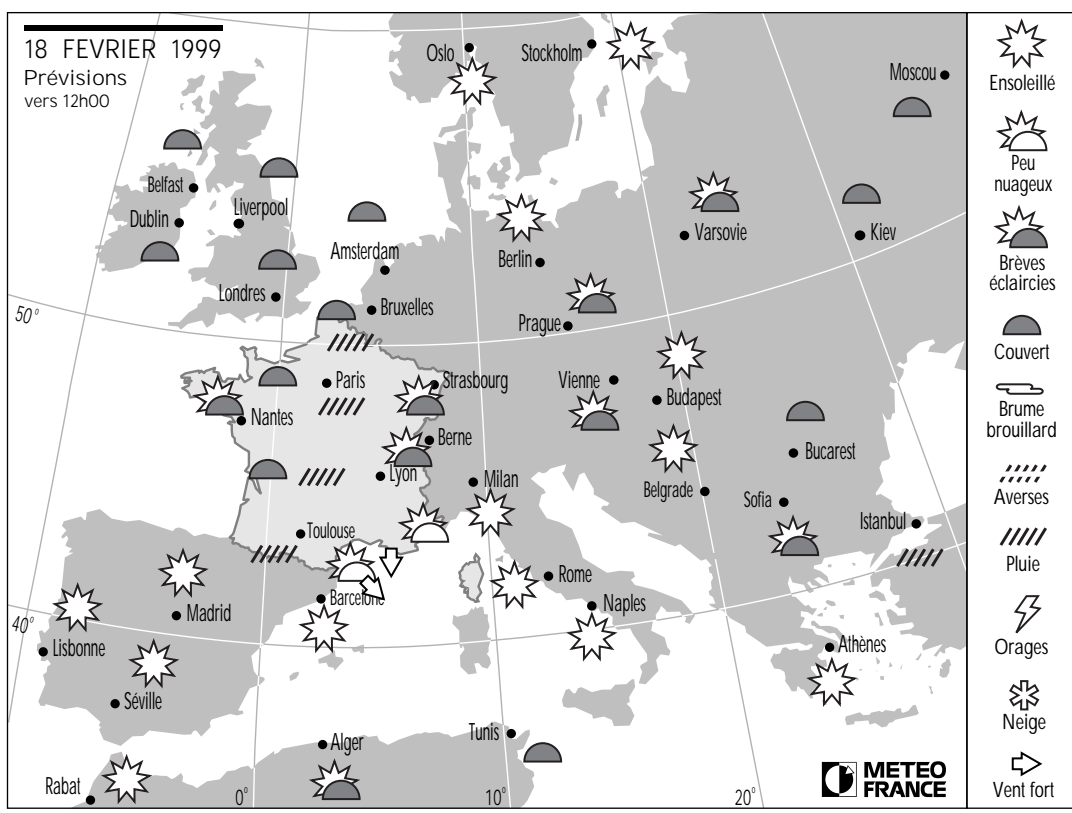 18 FEVRIER 1999
Prévisions
vers 12h00
Oslo
Stockholm
Moscou
Belfast
Dublin
Liverpool
Amsterdam
Londres
Bruxelles
Berlin
Varsovie
Kiev
Prague
50°
Paris
Strasbourg
Vienne
Budapest
Nantes
Berne
Bucarest
Lyon
Milan
Belgrade
Sofia
Istanbul
Toulouse
Rome
Barcelone
Naples
Madrid
40°
Lisbonne
Athènes
Séville
Tunis
Alger
Rabat
0°
10°
20°
METEO
FRANCE
Ensoleillé
Peu
nuageux
Brèves
éclaircies
Couvert
Brume
brouillard
Averses
Pluie
Orages
Neige
Vent fort